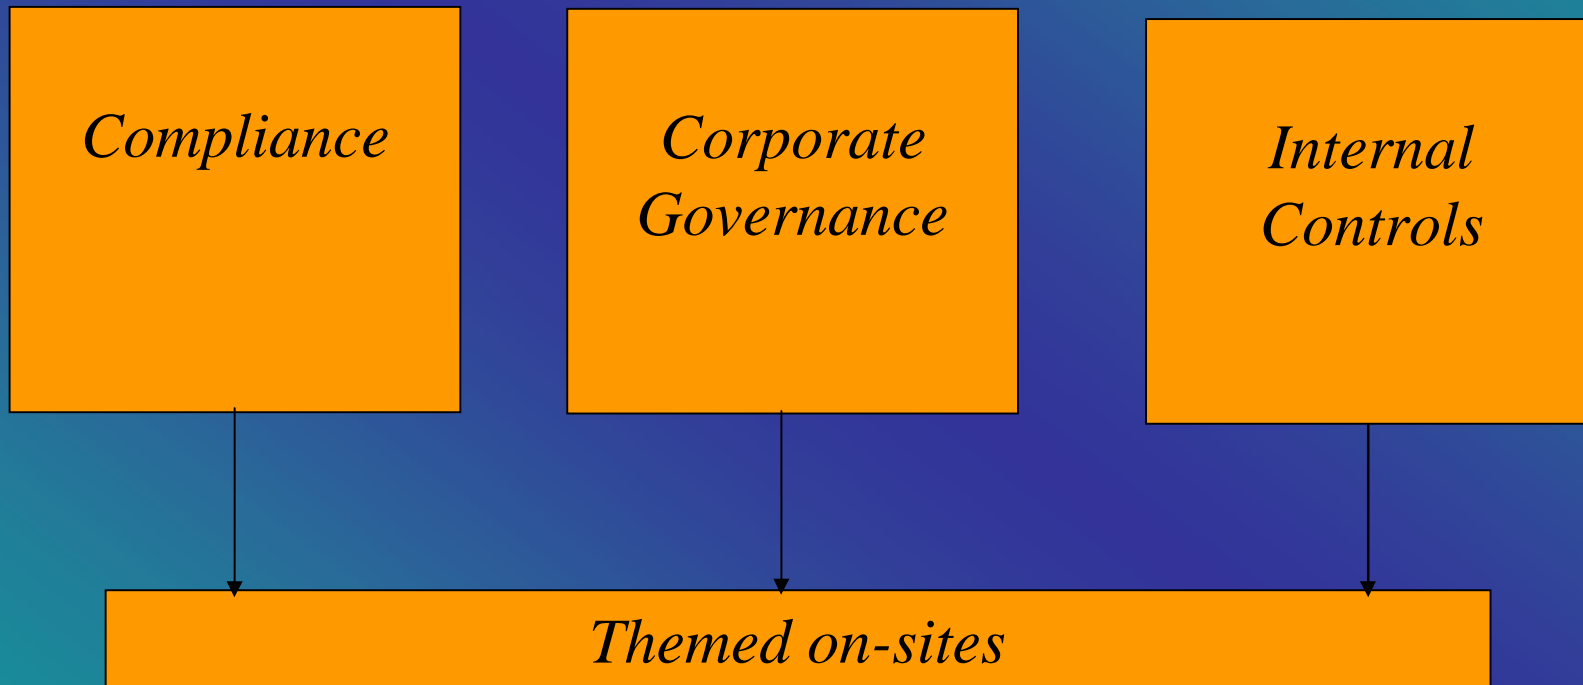 Compliance
Corporate
Governance
Internal
Controls
Themed on-sites